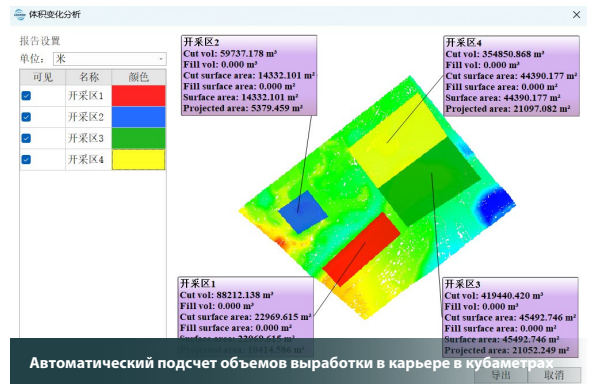 体积变化分析
报告设置
单位: 米
可见 名称 颜色
开采区1
开采区2
开采区3
开采区4
开采区2
Cut vol: 59737.178 m³
Fill vol: 0.000 m³
Cut surface area: 14332.101 m²
Fill surface area: 0.000 m²
Surface area: 14332.101 m²
Projected area: 5379.459 m²
开采区4
Cut vol: 354850.868 m³
Fill vol: 0.000 m³
Cut surface area: 44390.177 m²
Fill surface area: 0.000 m²
Surface area: 44390.177 m²
Projected area: 21097.082 m²
开采区1
Cut vol: 88212.138 m³
Fill vol: 0.000 m³
Cut surface area: 22969.615 m²
Fill surface area: 0.000 m²
Surface area: 22969.615 m²
开采区3
Cut vol: 419440.420 m³
Fill vol: 0.000 m³
Cut surface area: 45492.746 m²
Fill surface area: 0.000 m²
Surface area: 45492.746 m²
Projected area: 21052.249 m²
Автоматический подсчет объемов выработки в карьере в кубаметрах
导出 取消